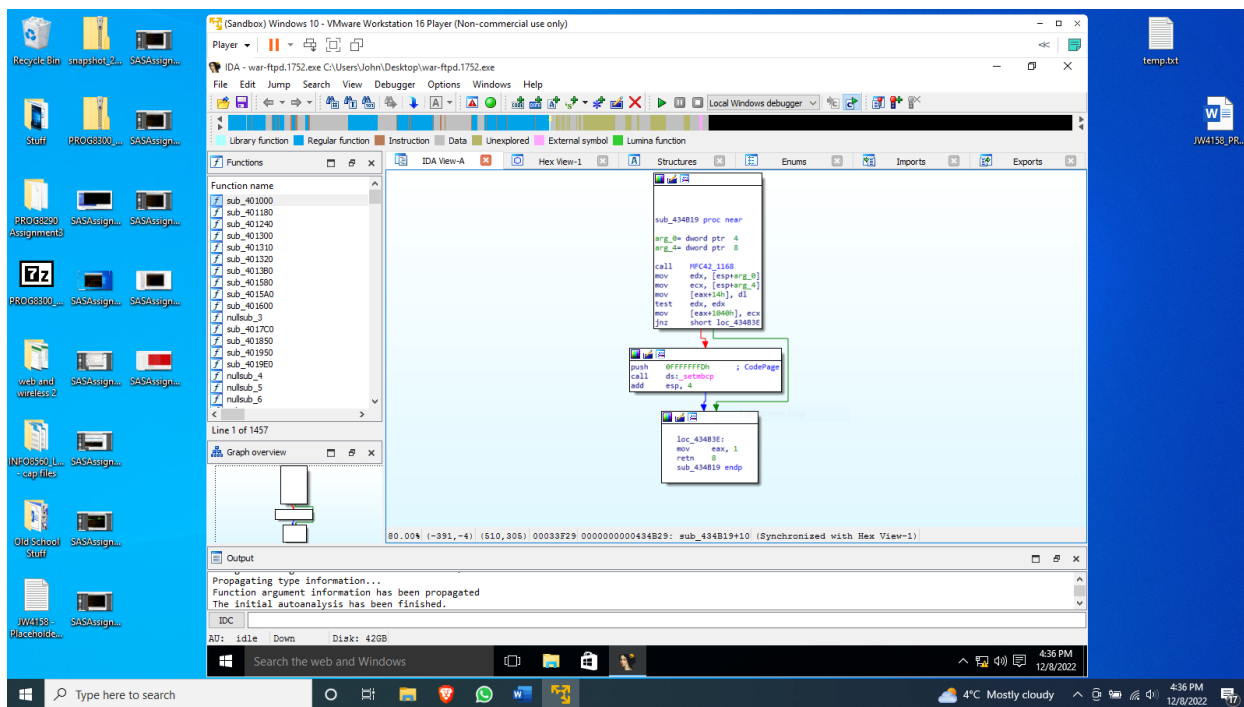 (Sandbox) Windows 10 - VMware Workstation 16 Player (Non-commercial use only)
Player
IDA - war-ftpd.1752.exe C:\Users\John\Desktop\war-ftpd.1752.exe
File Edit Jump Search View Debugger Options Windows Help
Local Windows debugger
Library function Regular function Instruction Data Unexplored External symbol Lumina function
Functions
IDA View-A
Hex View-1
Structures
Enums
Imports
Exports
Function name
sub_401000
sub_401180
sub_401240
sub_401300
sub_401310
sub_401320
sub_4013B0
sub_401580
sub_4015A0
sub_401600
nullsub_3
sub_4017C0
sub_401850
sub_401950
sub_4019E0
nullsub_4
nullsub_5
nullsub_6
Line 1 of 1457
Graph overview
sub_434B19 proc near
arg_0= dword ptr 4
arg_4= dword ptr 8
call MFC42_1168
mov edx, [esp+arg_0]
mov ecx, [esp+arg_4]
mov [eax+14h], dl
test edx, edx
mov [eax+1040h], ecx
jnz short loc_434B3E
push 0FFFFFFFDh ; CodePage
call ds:_setmbcp
add esp, 4
loc_434B3E:
mov eax, 1
retn 8
sub_434B19 endp
80.00% (-391,-4) (510,305) 00033F29 0000000000434B29: sub_434B19+10 (Synchronized with Hex View-1)
Output
Propagating type information...
Function argument information has been propagated
The initial autoanalysis has been finished.
IDC
AU: idle Down Disk: 42GB
Search the web and Windows
4:36 PM
12/8/2022
Recycle Bin
snapshot_2...
SASAssign...
Stuff
PROG8300_...
SASAssign...
PROG8290
Assignment3
SASAssign...
SASAssign...
7z
PROG8300_...
SASAssign...
SASAssign...
web and
wireless 2
SASAssign...
SASAssign...
INFO8560_L...
- cap files
SASAssign...
Old School
Stuff
SASAssign...
JW4158 -
Placeholde...
SASAssign...
temp.txt
W
JW4158_PR...
Type here to search
4°C Mostly cloudy
4:36 PM
12/8/2022
17